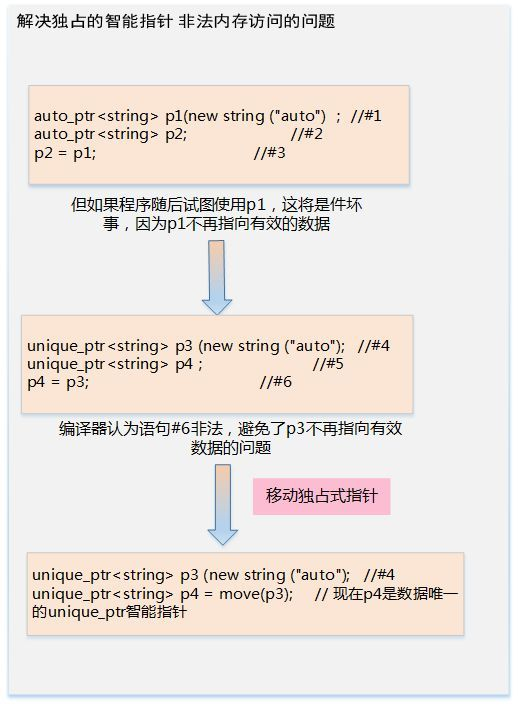 解决独占的智能指针 非法内存访问的问题
auto_ptr<string> p1(new string ("auto") ; //#1
auto_ptr<string> p2; //#2
p2 = p1; //#3
但如果程序随后试图使用p1，这将是件坏
事，因为p1不再指向有效的数据
unique_ptr<string> p3 (new string ("auto"); //#4
unique_ptr<string> p4 ; //#5
p4 = p3; //#6
编译器认为语句#6非法，避免了p3不再指向有效
数据的问题
移动独占式指针
unique_ptr<string> p3 (new string ("auto"); //#4
unique_ptr<string> p4 = move(p3); // 现在p4是数据唯一
的unique_ptr智能指针